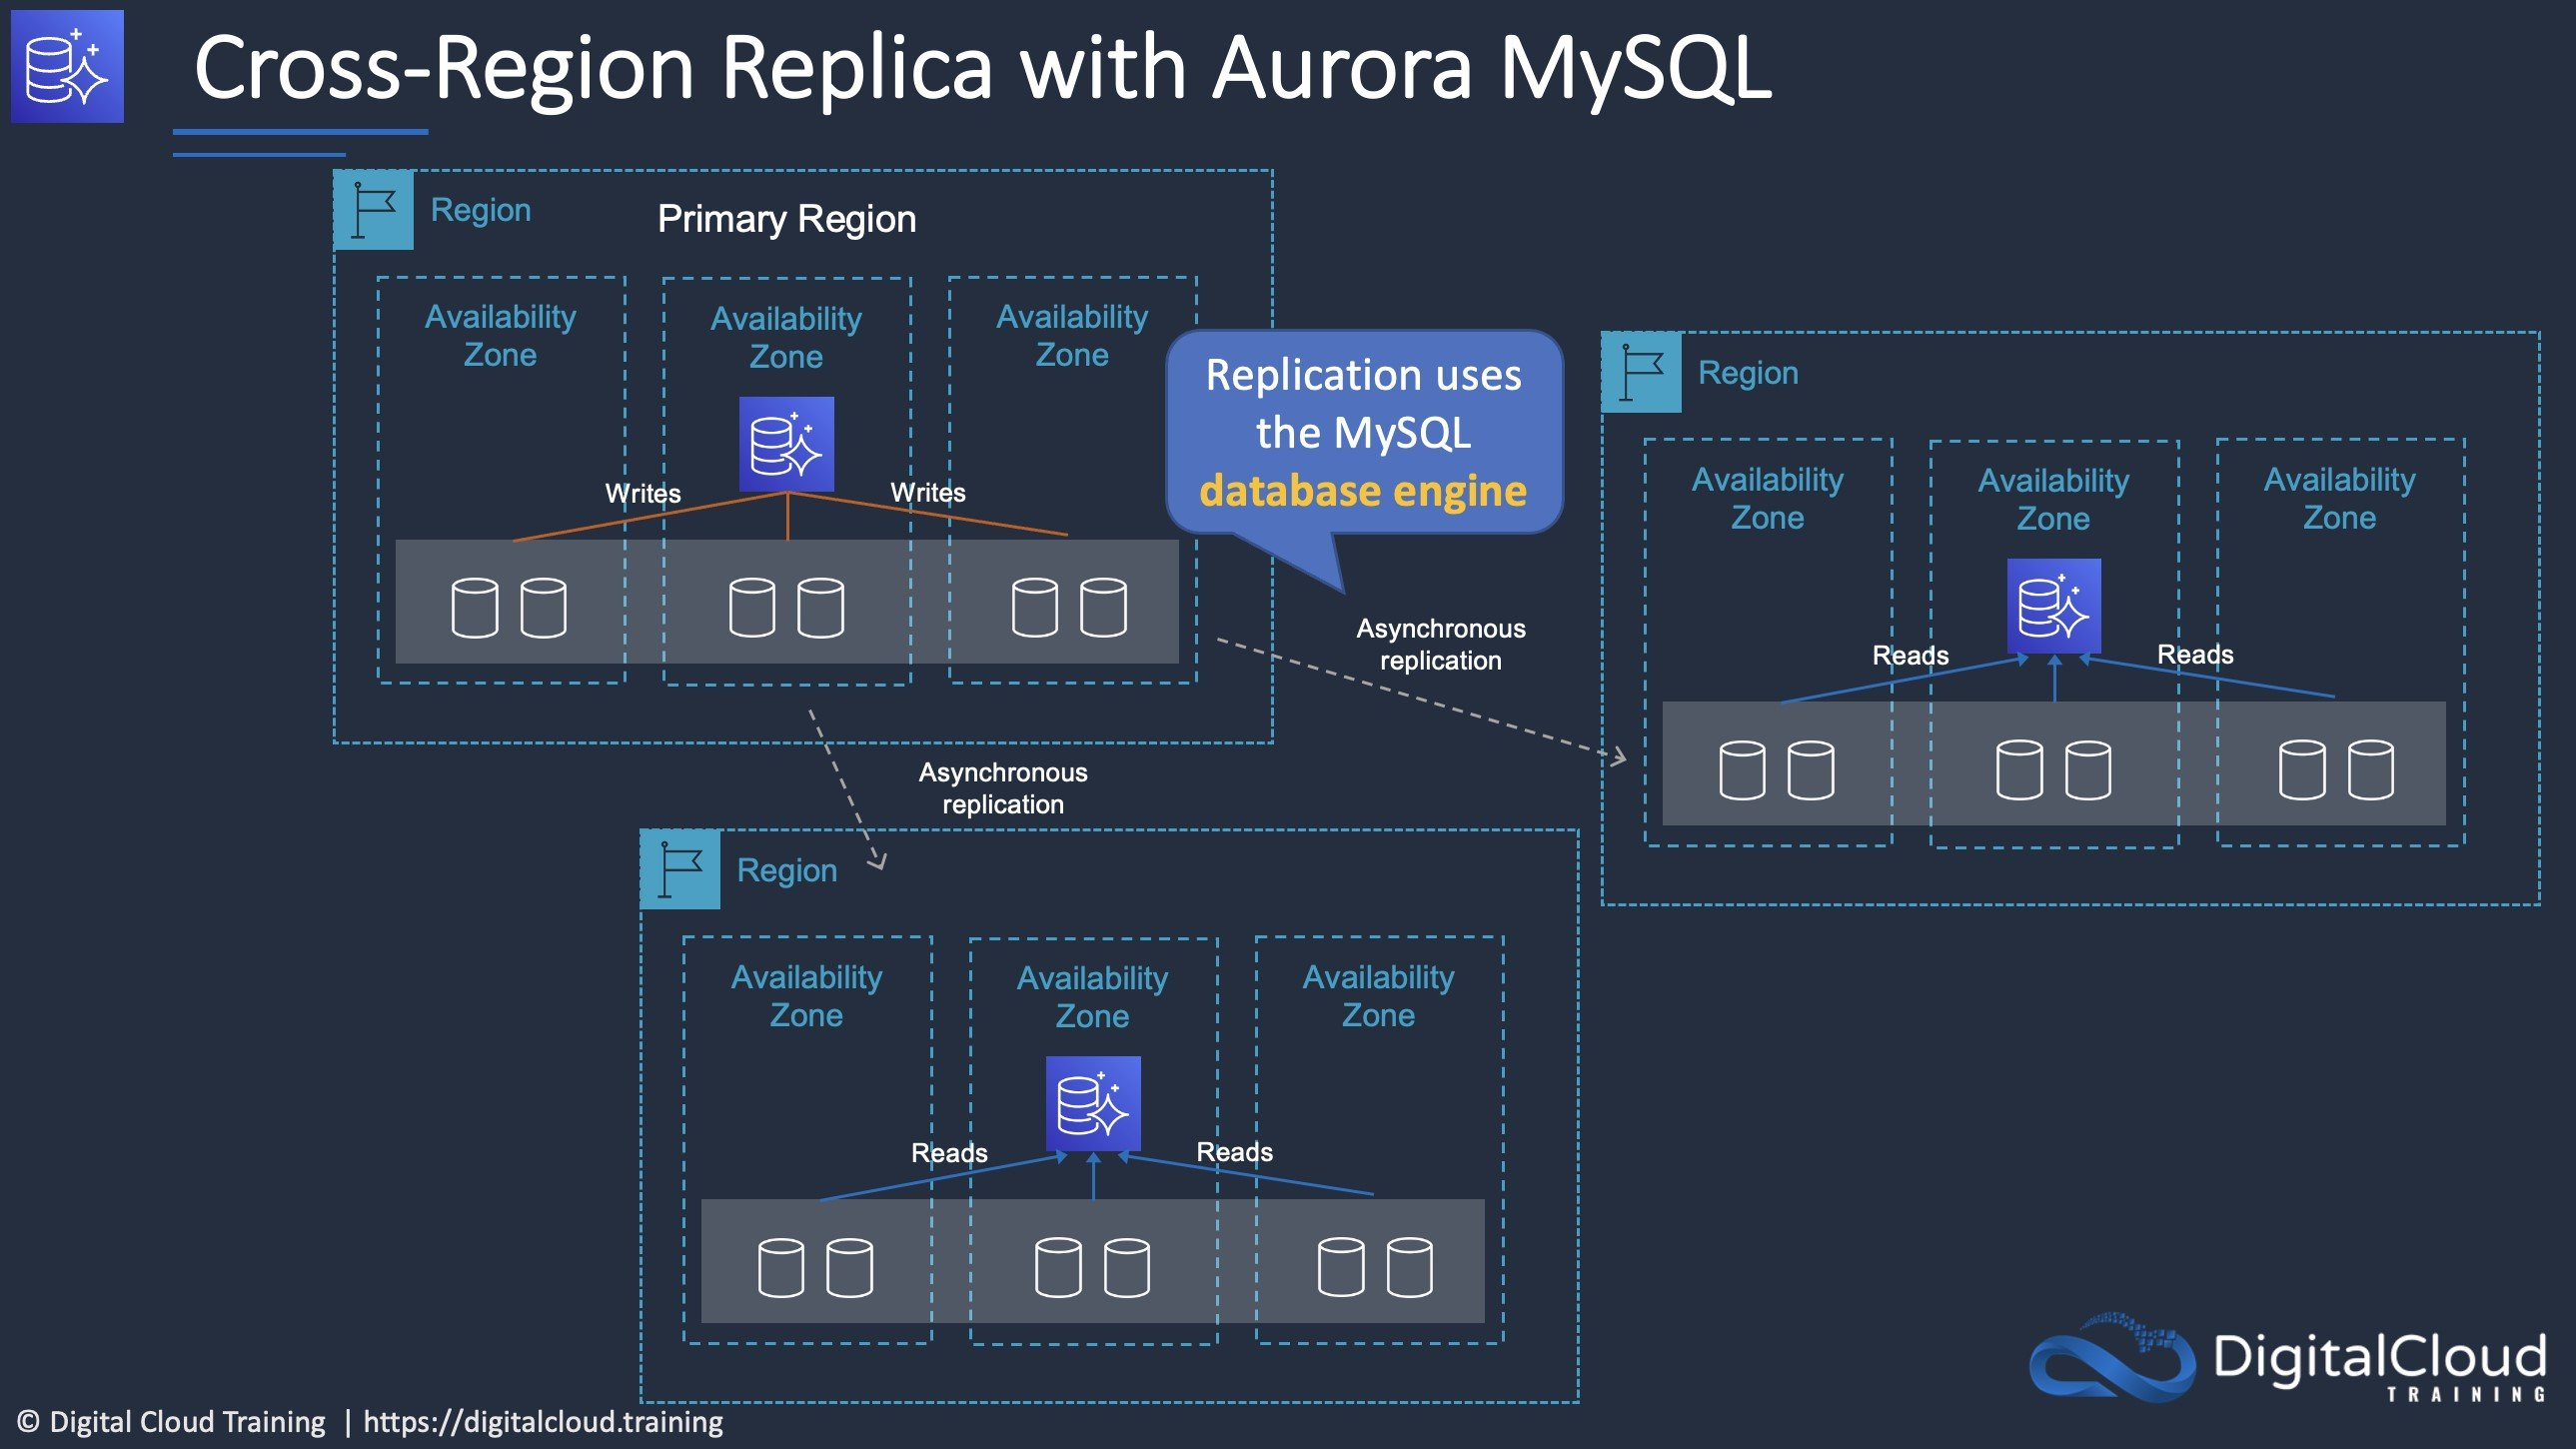 Cross-Region Replica with Aurora MySQL
Region
Primary Region
Availability
Zone
Availability
Zone
Availability
Zone
Writes
Writes
Replication uses
the MySQL
database engine
Asynchronous
replication
Asynchronous
replication
Region
Availability
Zone
Availability
Zone
Availability
Zone
Reads
Reads
Region
Availability
Zone
Availability
Zone
Availability
Zone
Reads
Reads
DigitalCloud
TRAINING
© Digital Cloud Training | https://digitalcloud.training